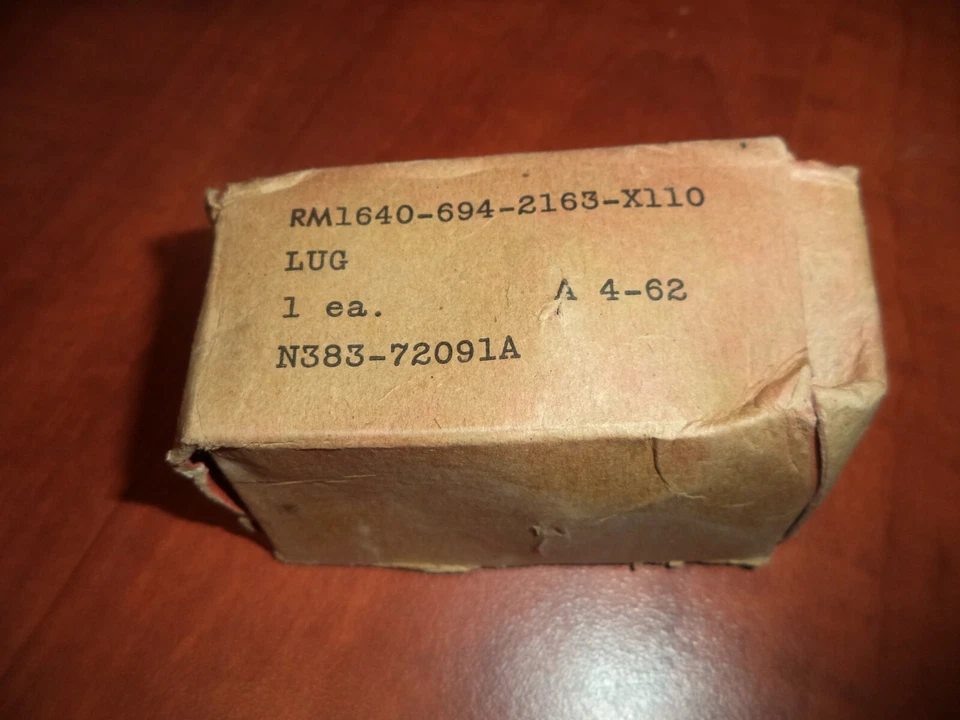 RM1640-694-2163-X110
LUG
1 ea. A 4-62
N383-72091A